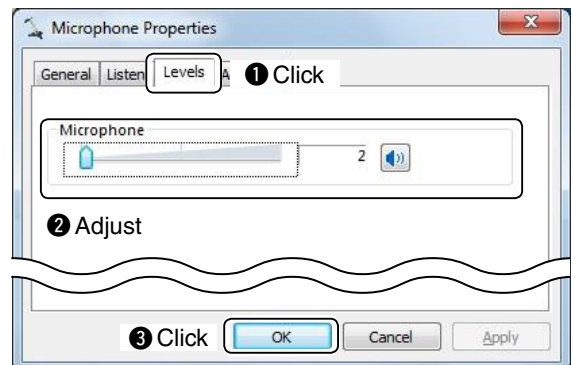 Microphone Properties
General Listen Levels A ❶ Click
Microphone
2
❷ Adjust
❸ Click OK Cancel Apply